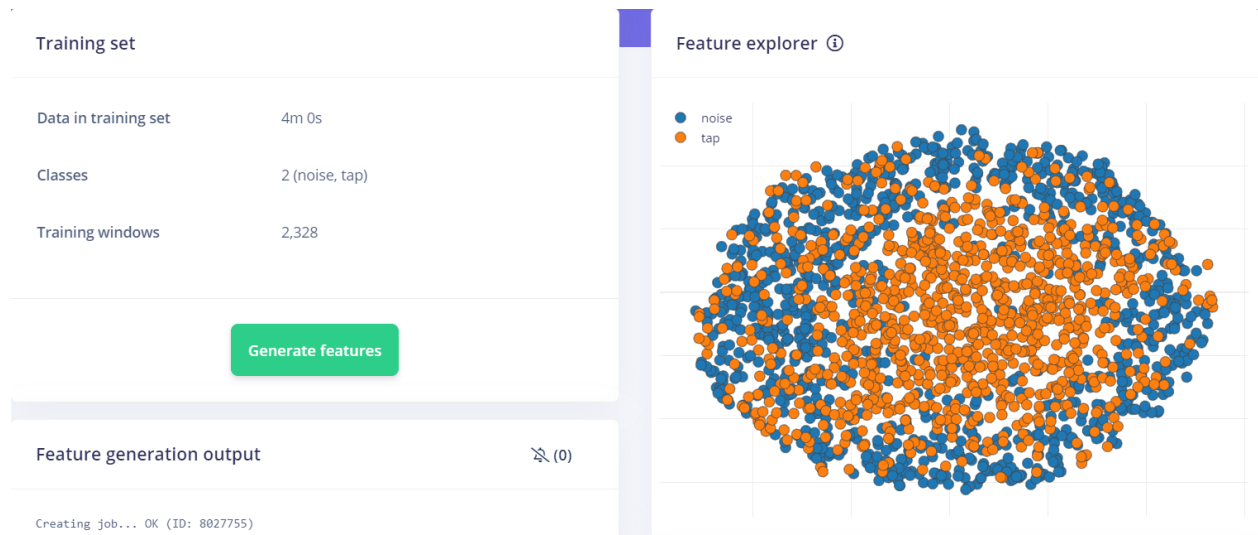 Training set
Data in training set 4m 0s
Classes 2 (noise, tap)
Training windows 2,328
Generate features
Feature generation output (0)
Creating job... OK (ID: 8027755)
Feature explorer
noise
tap